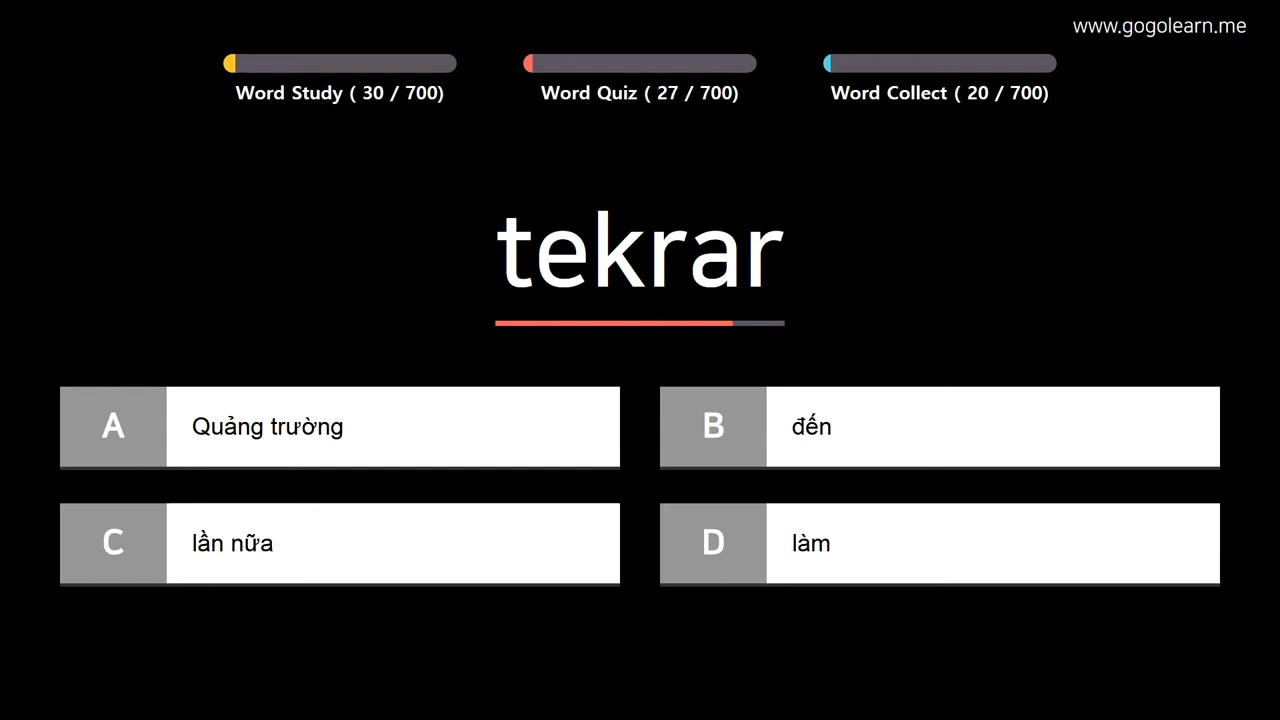 www.gogolearn.me
Word Study ( 30 / 700)
Word Quiz ( 27 / 700)
Word Collect ( 20 / 700)
tekrar
A
Quảng trường
B
đến
C
lần nữa
D
làm